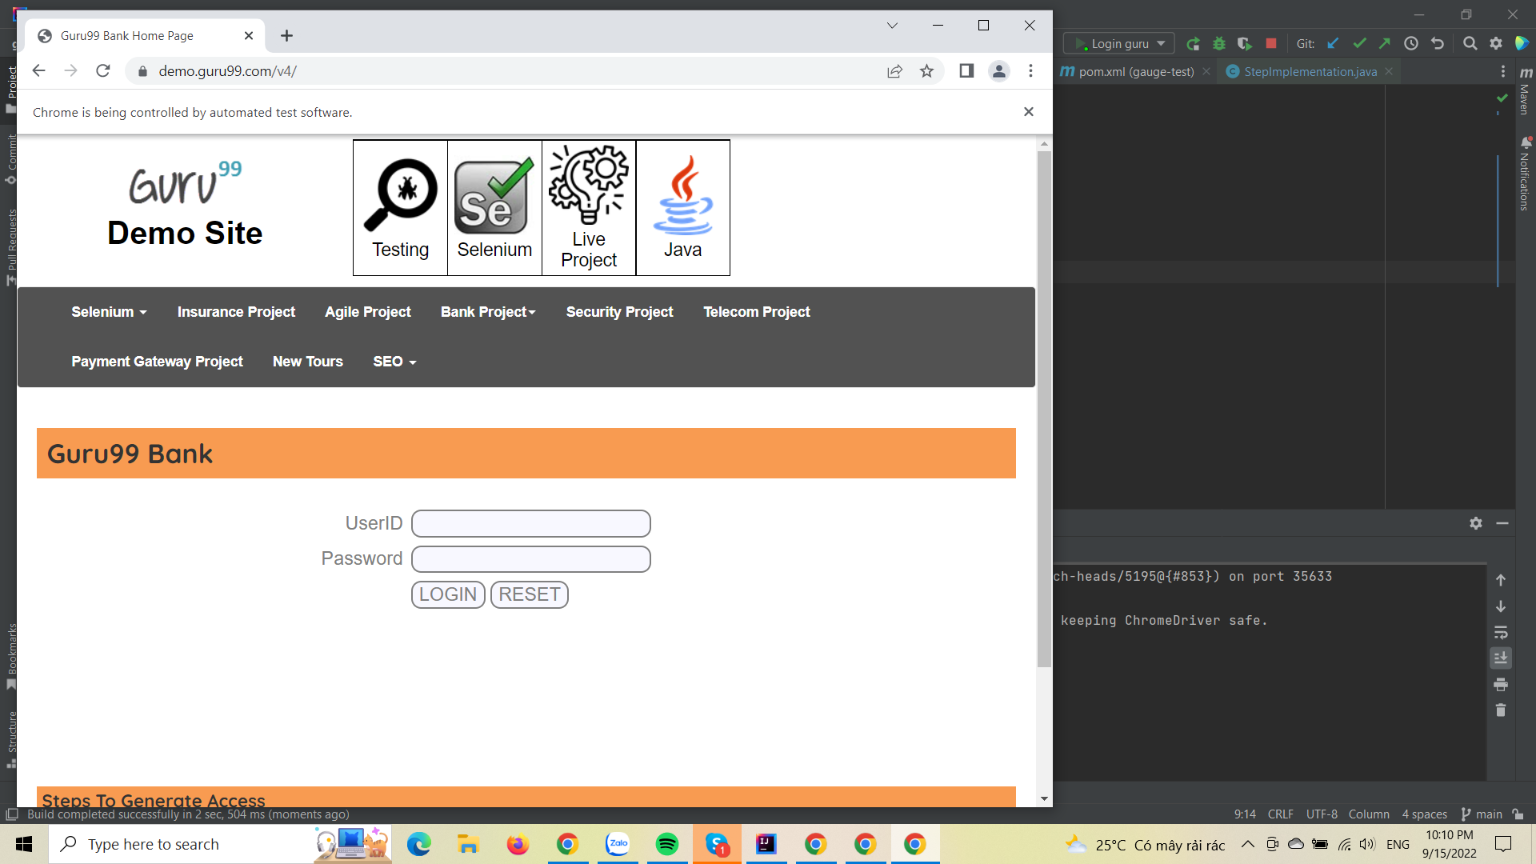 Guru99 Bank Home Page
demo.guru99.com/v4/
Chrome is being controlled by automated test software.
Guru99
Demo Site
Testing
Se
Selenium
Live
Project
Java
Selenium
Insurance Project
Agile Project
Bank Project
Security Project
Telecom Project
Payment Gateway Project
New Tours
SEO
Guru99 Bank
UserID
Password
LOGIN
RESET
Steps To Generate Access
Login guru
Git:
pom.xml (gauge-test)
StepImplementation.java
Project
Commit
Pull Requests
Bookmarks
Structure
Maven
Notifications
ch-heads/5195@{#853}) on port 35633
keeping ChromeDriver safe.
Build completed successfully in 2 sec, 504 ms (moments ago)
9:14 CRLF UTF-8 Column 4 spaces main
Type here to search
Zalo
1
25°C Có mây rải rác
ENG
10:10 PM
9/15/2022